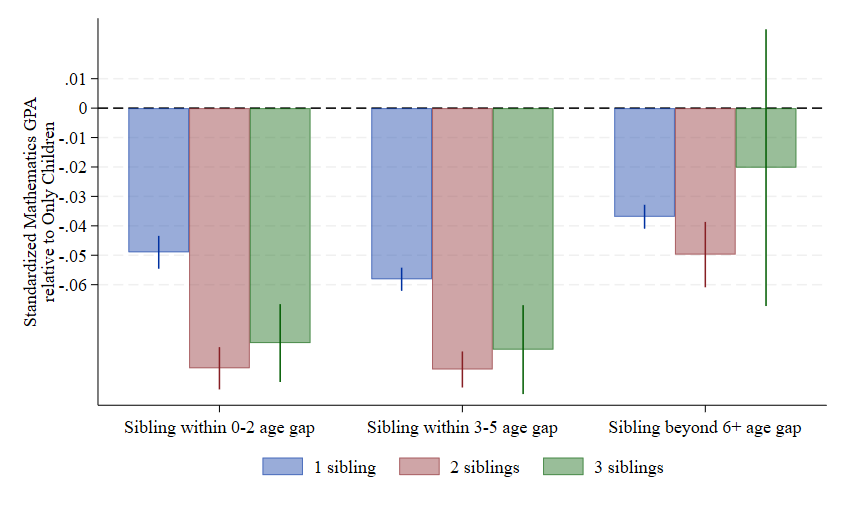 Standardized Mathematics GPA
relative to Only Children
.01
0
-.01
-.02
-.03
-.04
-.05
-.06
Sibling within 0-2 age gap
Sibling within 3-5 age gap
Sibling beyond 6+ age gap
1 sibling
2 siblings
3 siblings